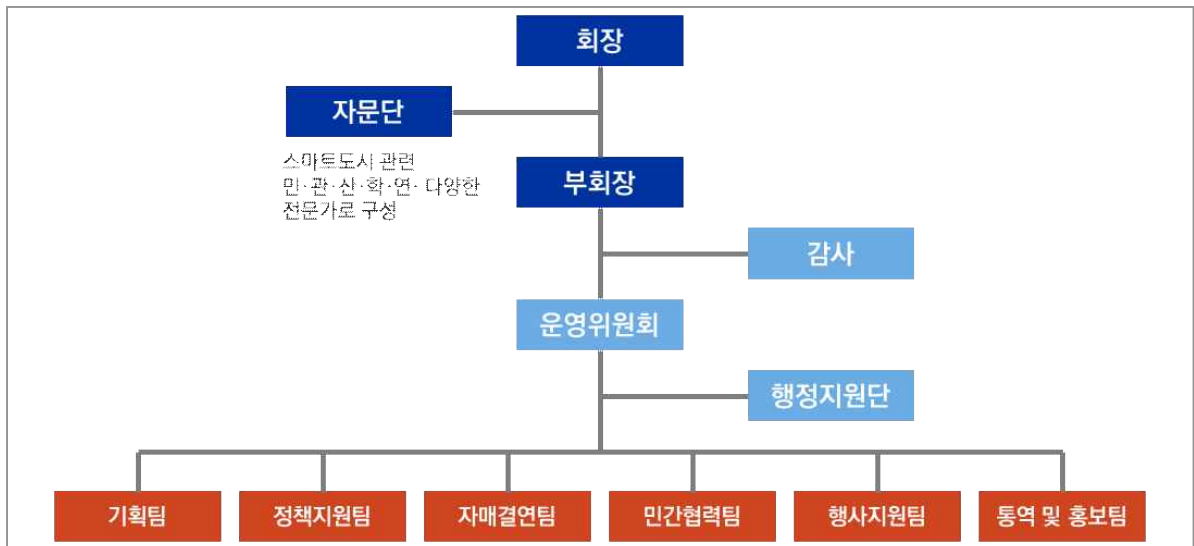 회장
자문단
스마트도시 관련
민·관·산·학·연· 다양한
전문가로 구성
부회장
감사
운영위원회
행정지원단
기획팀
정책지원팀
자매결연팀
민간협력팀
행사지원팀
통역 및 홍보팀